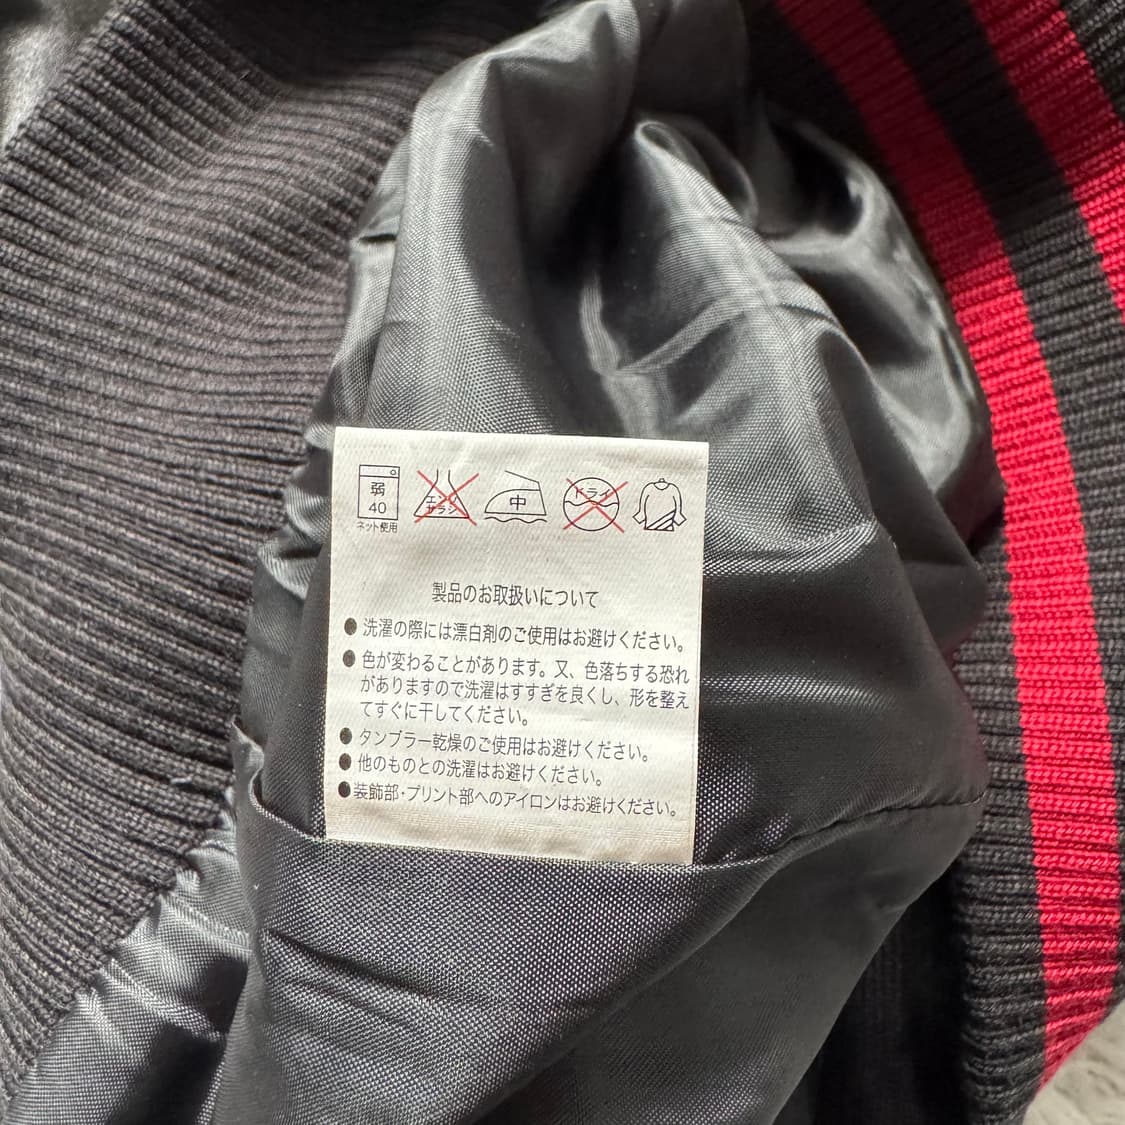 弱
40
ネット使用
エンソ
サラシ
中
ドライ
製品のお取扱いについて
●洗濯の際には漂白剤のご使用はお避けください。
●色が変わることがあります。又、色落ちする恐れ
がありますので洗濯はすすぎを良くし、形を整え
てすぐに干してください。
●タンブラー乾燥のご使用はお避けください。
●他のものとの洗濯はお避けください。
●装飾部・プリント部へのアイロンはお避けください。